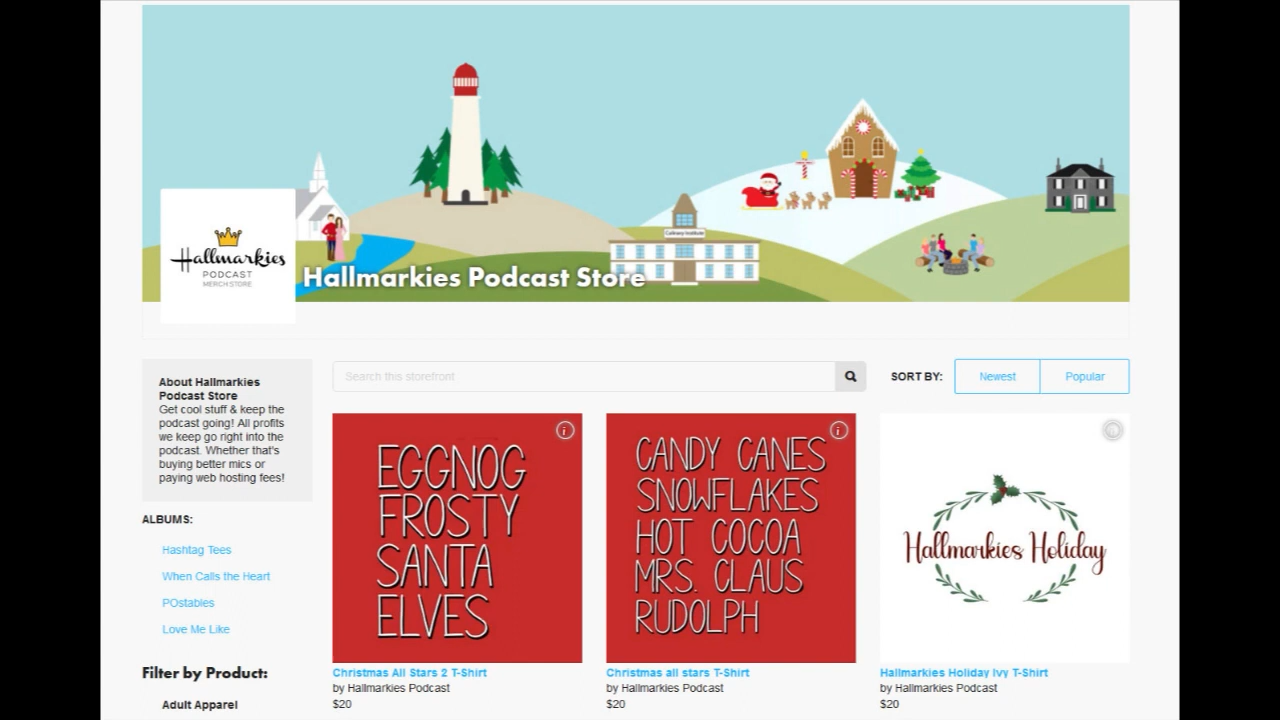 Culinary Institute
Hallmarkies
PODCAST
MERCH STORE
Hallmarkies Podcast Store
About Hallmarkies
Podcast Store
Get cool stuff & keep the
podcast going! All profits
we keep go right into the
podcast. Whether that's
buying better mics or
paying web hosting fees!
ALBUMS:
Hashtag Tees
When Calls the Heart
POstables
Love Me Like
Filter by Product:
Adult Apparel
Search this storefront
SORT BY:
Newest
Popular
EGGNOG
FROSTY
SANTA
ELVES
Christmas All Stars 2 T-Shirt
by Hallmarkies Podcast
$20
CANDY CANES
SNOWFLAKES
HOT COCOA
MRS. CLAUS
RUDOLPH
Christmas all stars T-Shirt
by Hallmarkies Podcast
$20
Hallmarkies Holiday
Hallmarkies Holiday Ivy T-Shirt
by Hallmarkies Podcast
$20